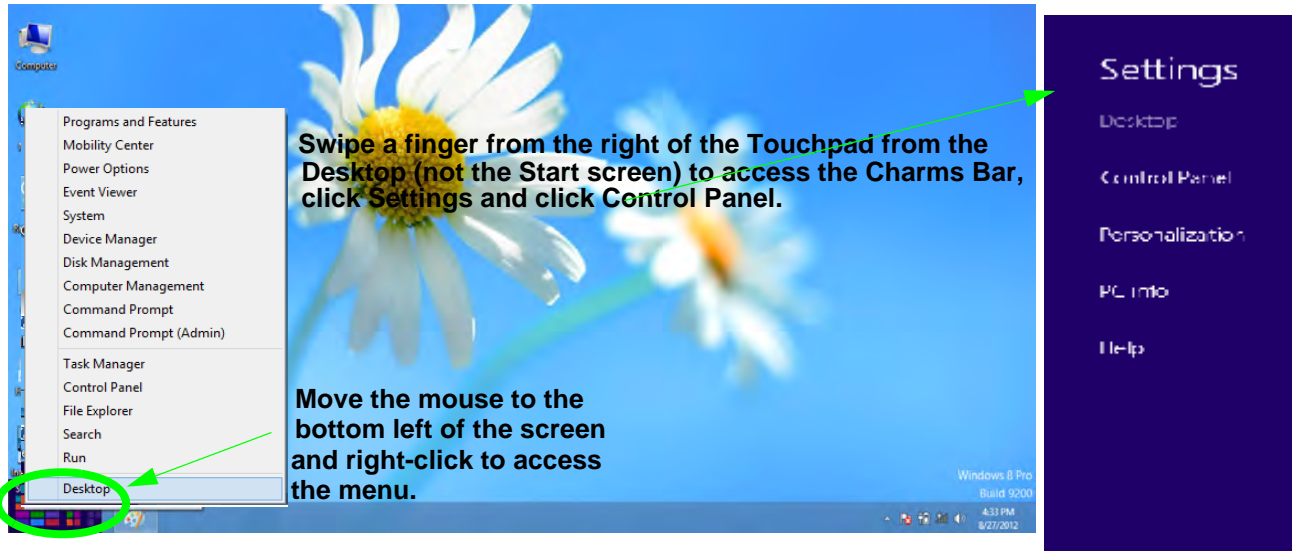 Computer
Programs and Features
Mobility Center
Power Options
Event Viewer
System
Device Manager
Disk Management
Computer Management
Command Prompt
Command Prompt (Admin)
Task Manager
Control Panel
File Explorer
Search
Run
Desktop
Swipe a finger from the right of the Touchpad from the
Desktop (not the Start screen) to access the Charms Bar,
click Settings and click Control Panel.
Move the mouse to the
bottom left of the screen
and right-click to access
the menu.
Windows 8 Pro
Build 9200
4:33 PM
8/27/2012
Settings
Desktop
Control Panel
Personalization
PC info
Help